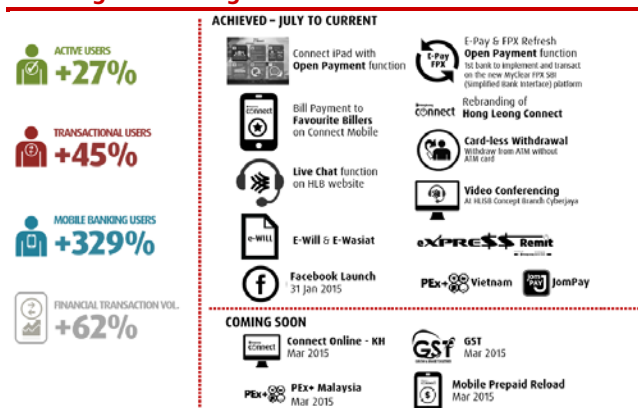 ACTIVE USERS
+27%
TRANSACTIONAL USERS
+45%
MOBILE BANKING USERS
+329%
FINANCIAL TRANSACTION VOL.
+62%
ACHIEVED – JULY TO CURRENT
Connect iPad with
Open Payment function
Bill Payment to
Favourite Billers
on Connect Mobile
Live Chat function
on HLB website
e-WILL
E-Will & E-Wasiat
Facebook Launch
31 Jan 2015
E-Pay
FPX
E-Pay & FPX Refresh
Open Payment function
1st bank to implement and transact
on the new MyClear FPX SBI
(Simplified Bank Interface) platform
connect
Rebranding of
Hong Leong Connect
Card-less Withdrawal
Withdraw from ATM without
ATM card
Video Conferencing
At HLISB Concept Branch Cyberjaya
eXPRE$$ Remit
PEx+ Vietnam
Jom
PAY
JomPay
COMING SOON
connect
Connect Online - KH
Mar 2015
PEx+
PEx+ Malaysia
Mar 2015
GST
GST
Mar 2015
connect
Mobile Prepaid Reload
Mar 2015